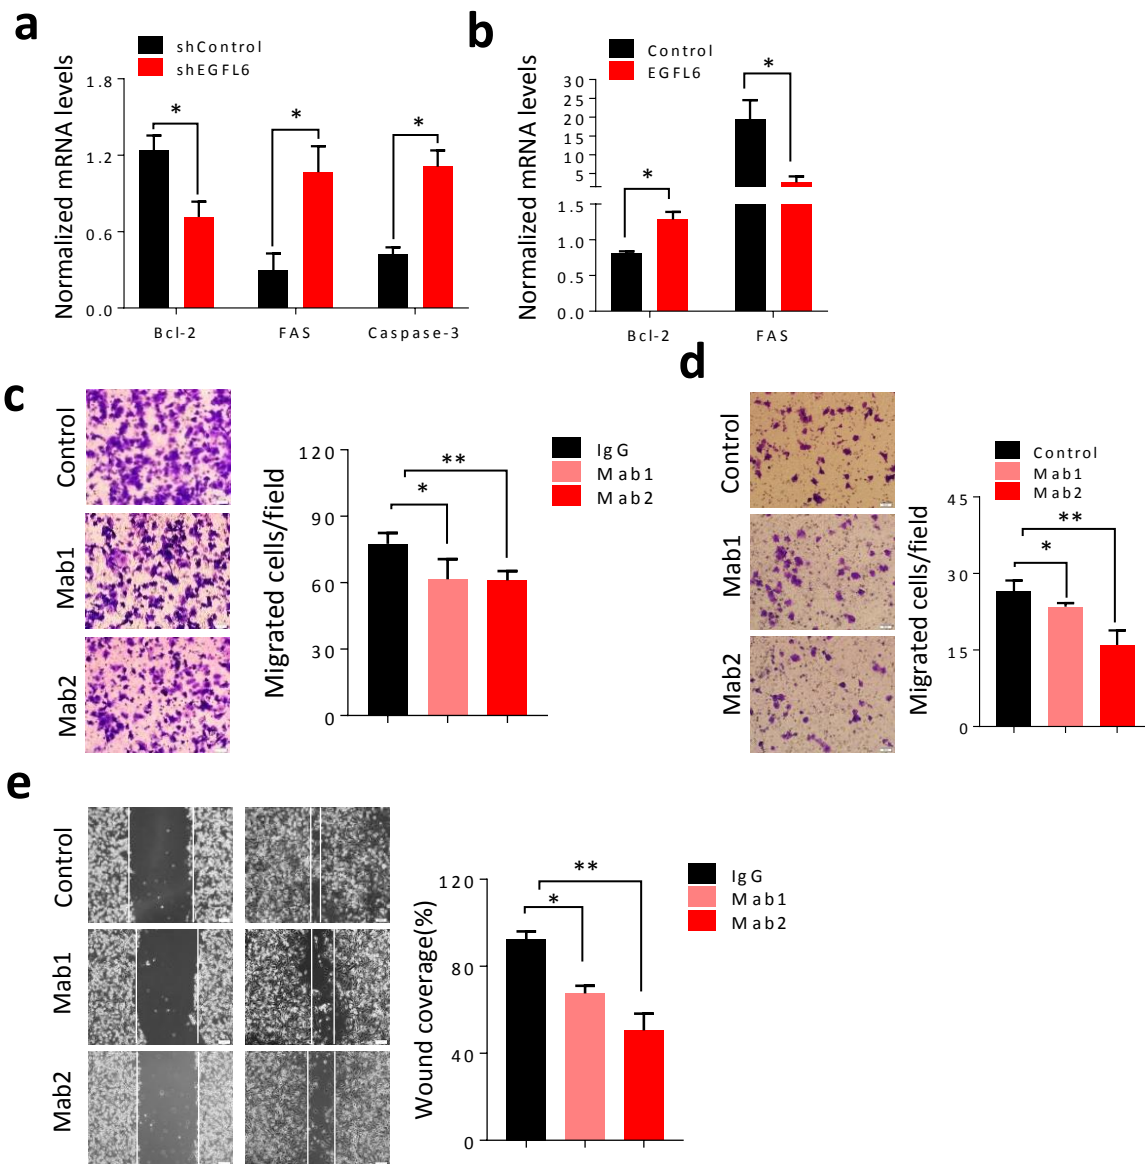 a
shControl
shEGFL6
Normalized mRNA levels
1.8
1.2
0.6
0.0
*
*
*
Bcl-2
FAS
Caspase-3
b
Control
EGFL6
Normalized mRNA levels
30
25
20
15
10
5
1.5
1.0
0.5
0.0
*
*
Bcl-2
FAS
c
Control
Mab1
Mab2
Migrated cells/field
120
90
60
30
0
*
**
IgG
Mab1
Mab2
d
Control
Mab1
Mab2
Migrated cells/field
45
30
15
0
*
**
Control
Mab1
Mab2
e
Control
Mab1
Mab2
Wound coverage(%)
120
80
40
0
*
**
IgG
Mab1
Mab2